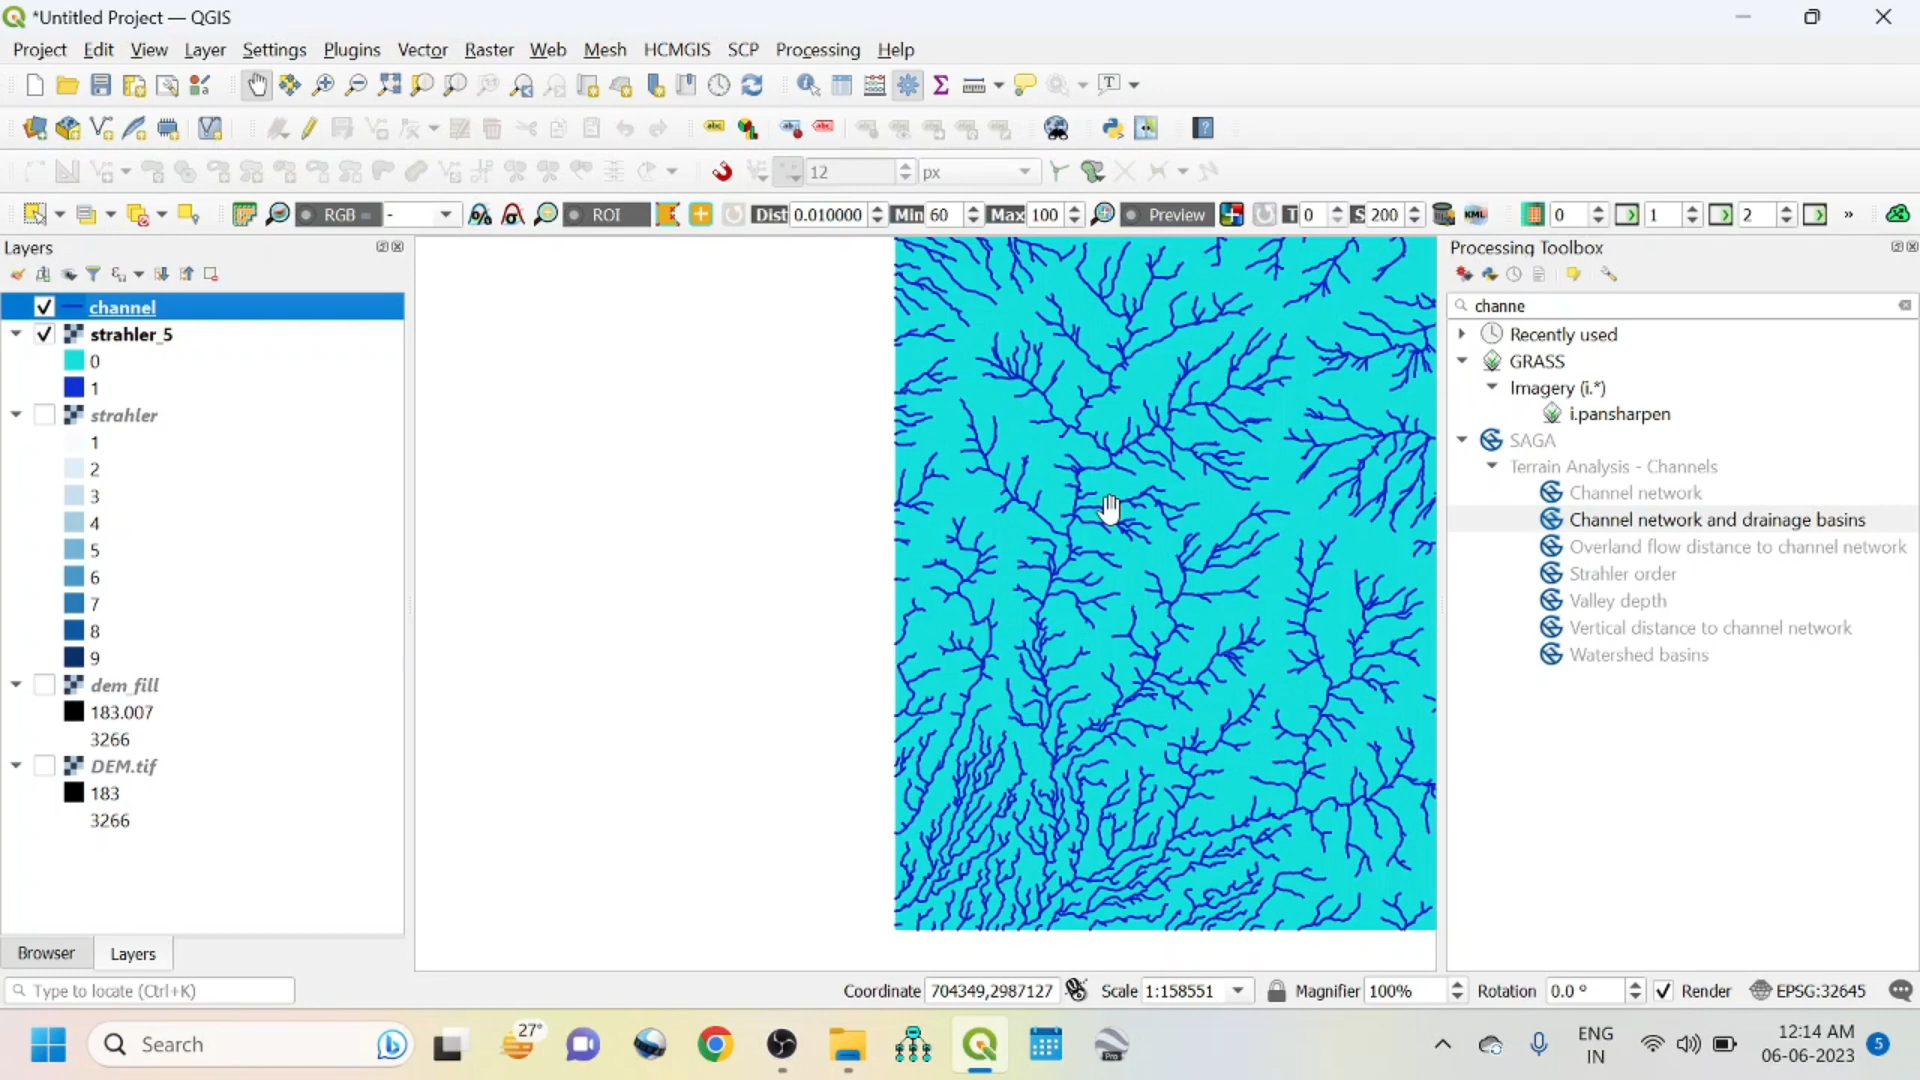 *Untitled Project — QGIS
Project Edit View Layer Settings Plugins Vector Raster Web Mesh HCMGIS SCP Processing Help
12 px
RGB = - ROI Dist 0.010000 Min 60 Max 100 Preview T 0 S 200 KML 0 1 2 »
Layers
channel
strahler_5
0
1
strahler
1
2
3
4
5
6
7
8
9
dem_fill
183.007
3266
DEM.tif
183
3266
Browser Layers
Processing Toolbox
channe
Recently used
GRASS
Imagery (i.*)
i.pansharpen
SAGA
Terrain Analysis - Channels
Channel network
Channel network and drainage basins
Overland flow distance to channel network
Strahler order
Valley depth
Vertical distance to channel network
Watershed basins
Type to locate (Ctrl+K) Coordinate 704349,2987127 Scale 1:158551 Magnifier 100% Rotation 0.0 ° Render EPSG:32645
Search 27° Pro ENG IN 12:14 AM 06-06-2023 5